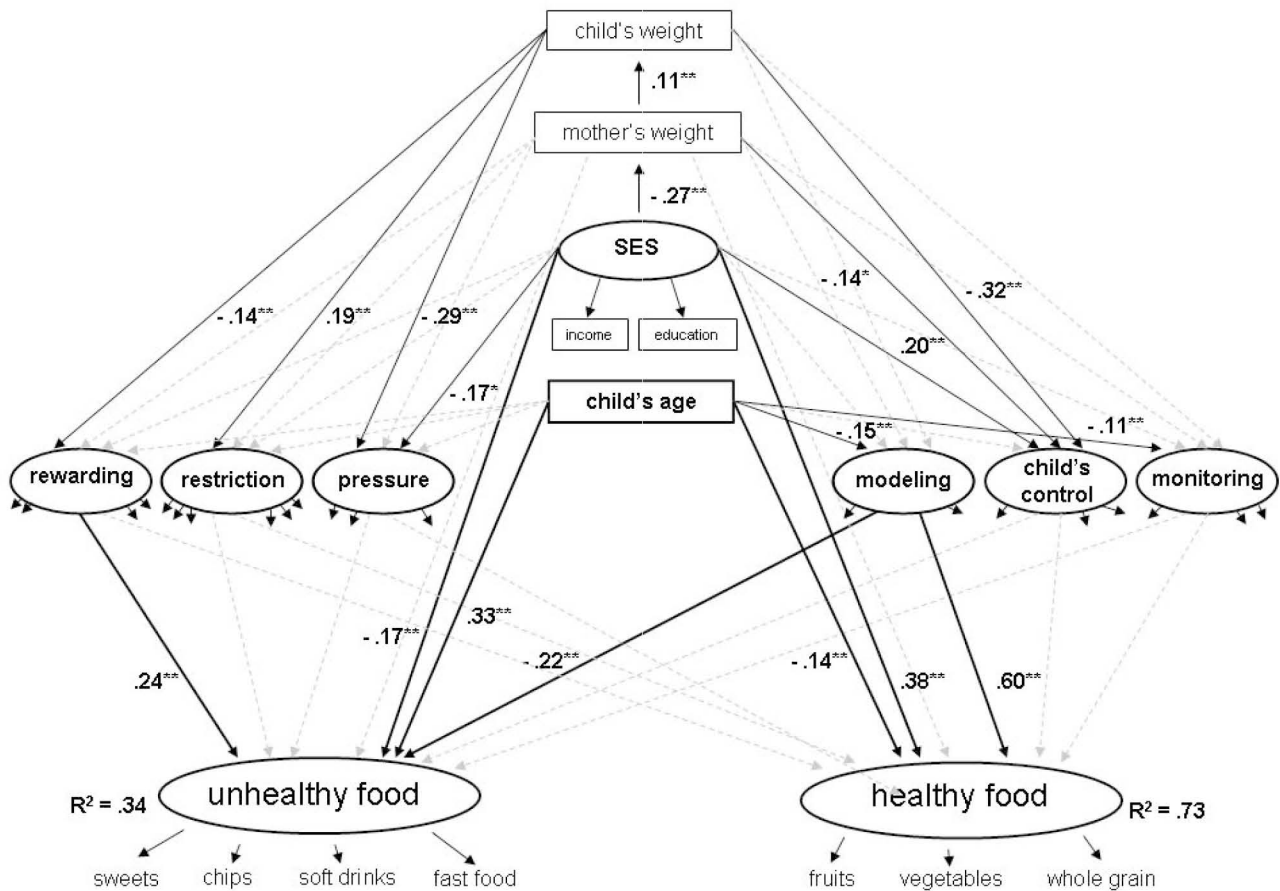 child's weight
.11**
mother's weight
- .27**
SES
- .14*
- .32**
- .14**
.19**
- .29**
income
education
.20**
- .17*
child's age
- .15**
- .11**
rewarding
restriction
pressure
modeling
child's
control
monitoring
- .17**
.33**
- .22**
- .14**
.24**
.38**
.60**
unhealthy food
healthy food
R² = .34
R² = .73
sweets
chips
soft drinks
fast food
fruits
vegetables
whole grain